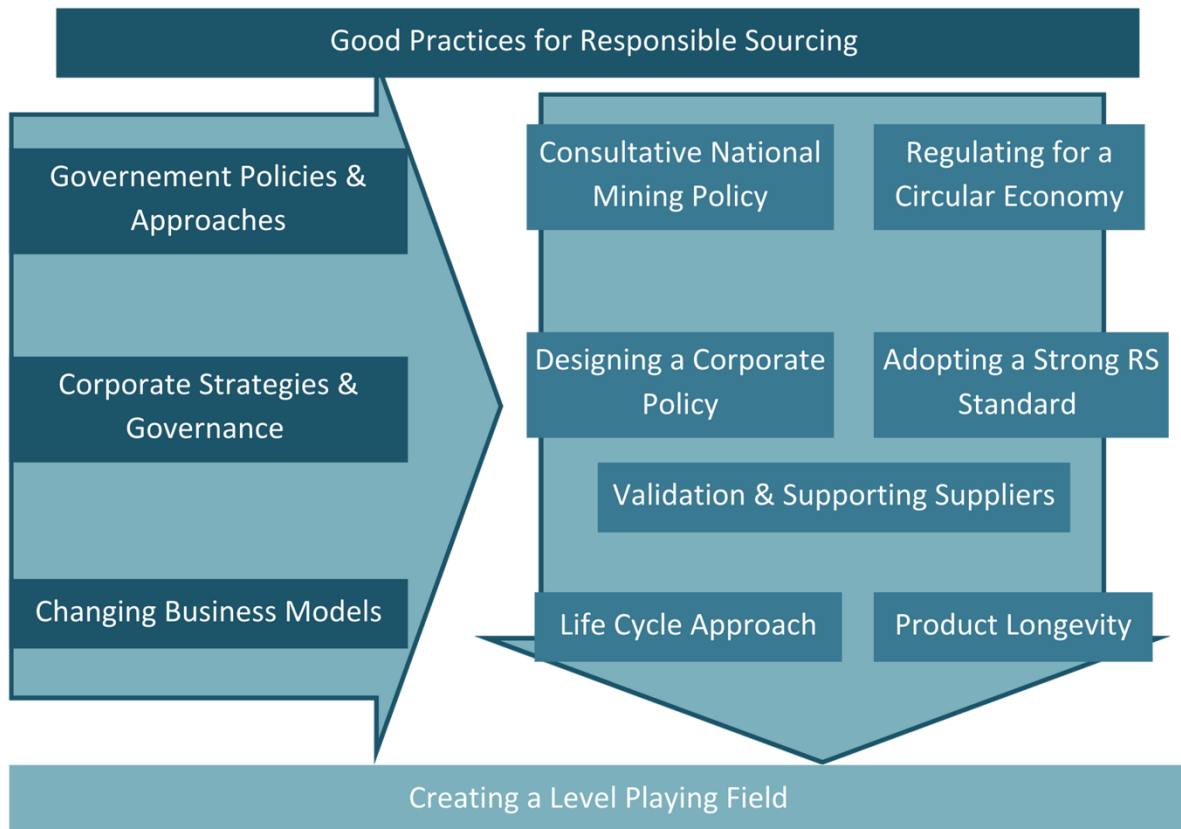 Good Practices for Responsible Sourcing
Governement Policies &
Approaches
Consultative National
Mining Policy
Regulating for a
Circular Economy
Corporate Strategies &
Governance
Designing a Corporate
Policy
Adopting a Strong RS
Standard
Validation & Supporting Suppliers
Changing Business Models
Life Cycle Approach
Product Longevity
Creating a Level Playing Field